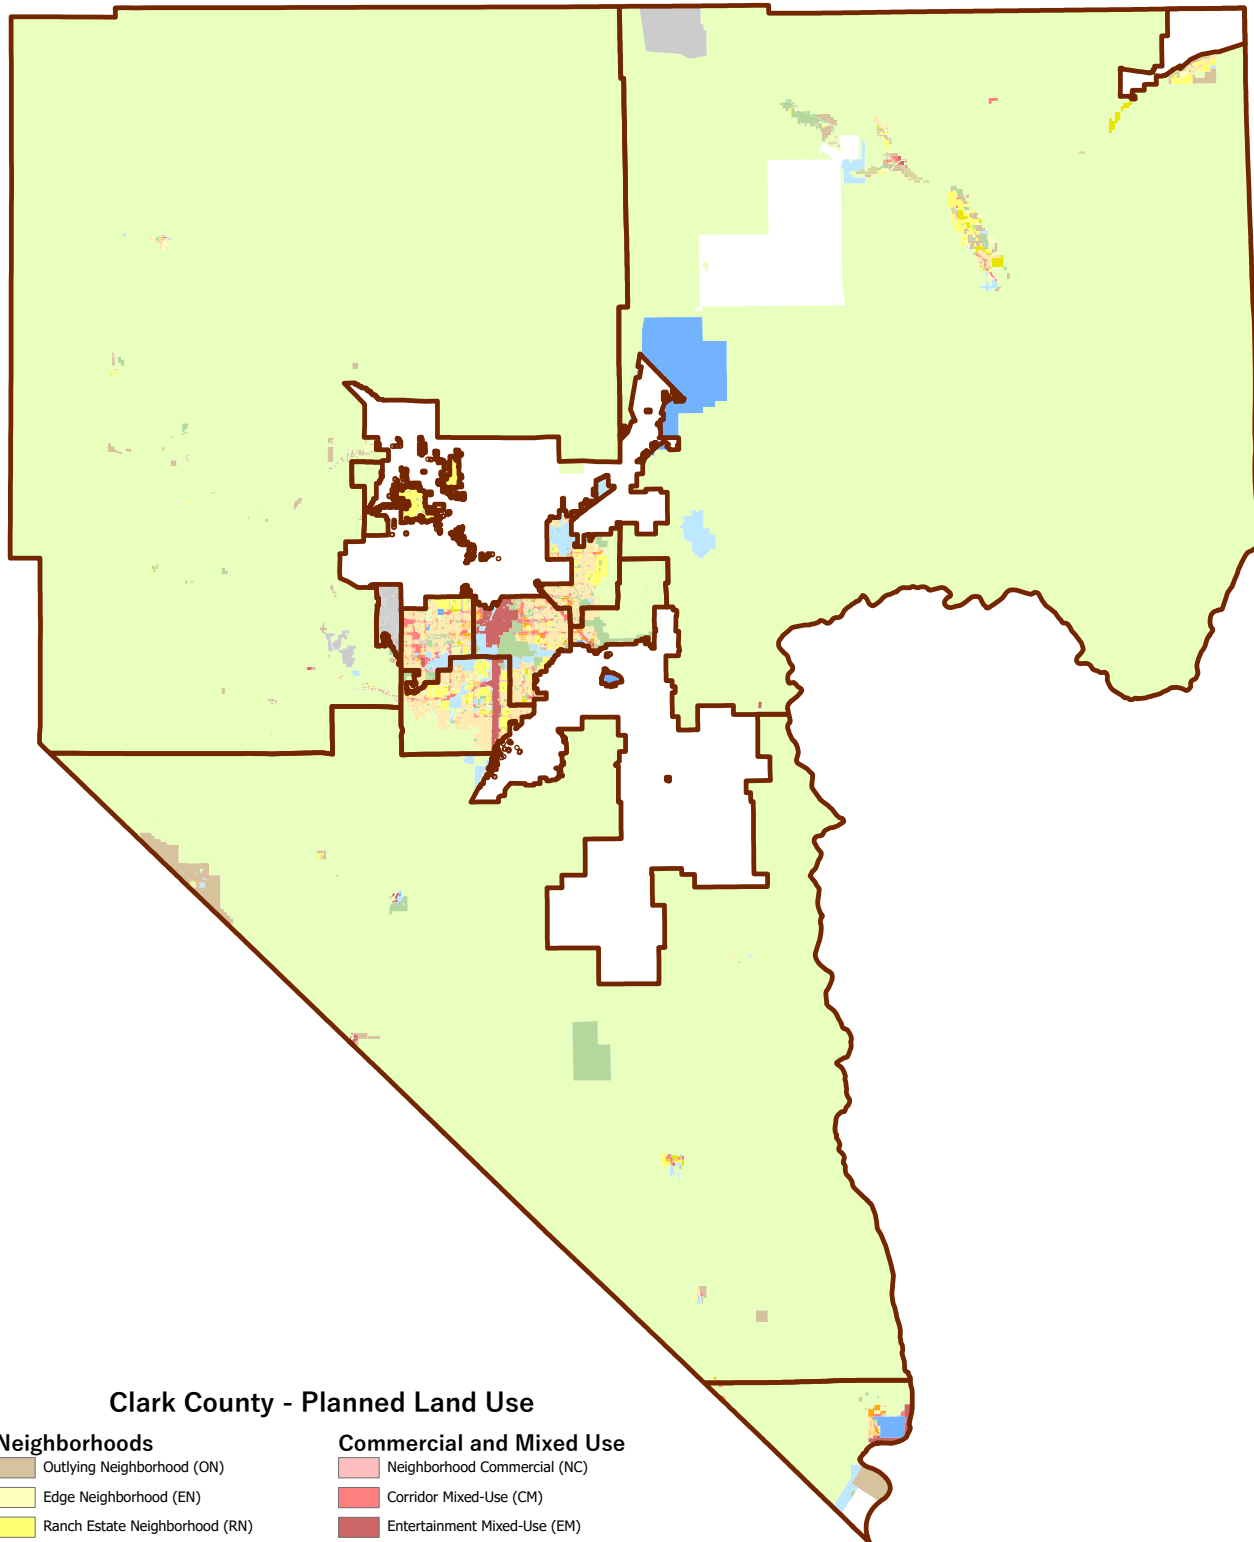 Clark County - Planned Land Use
Neighborhoods
Outlying Neighborhood (ON)
Edge Neighborhood (EN)
Ranch Estate Neighborhood (RN)
Commercial and Mixed Use
Neighborhood Commercial (NC)
Corridor Mixed-Use (CM)
Entertainment Mixed-Use (EM)